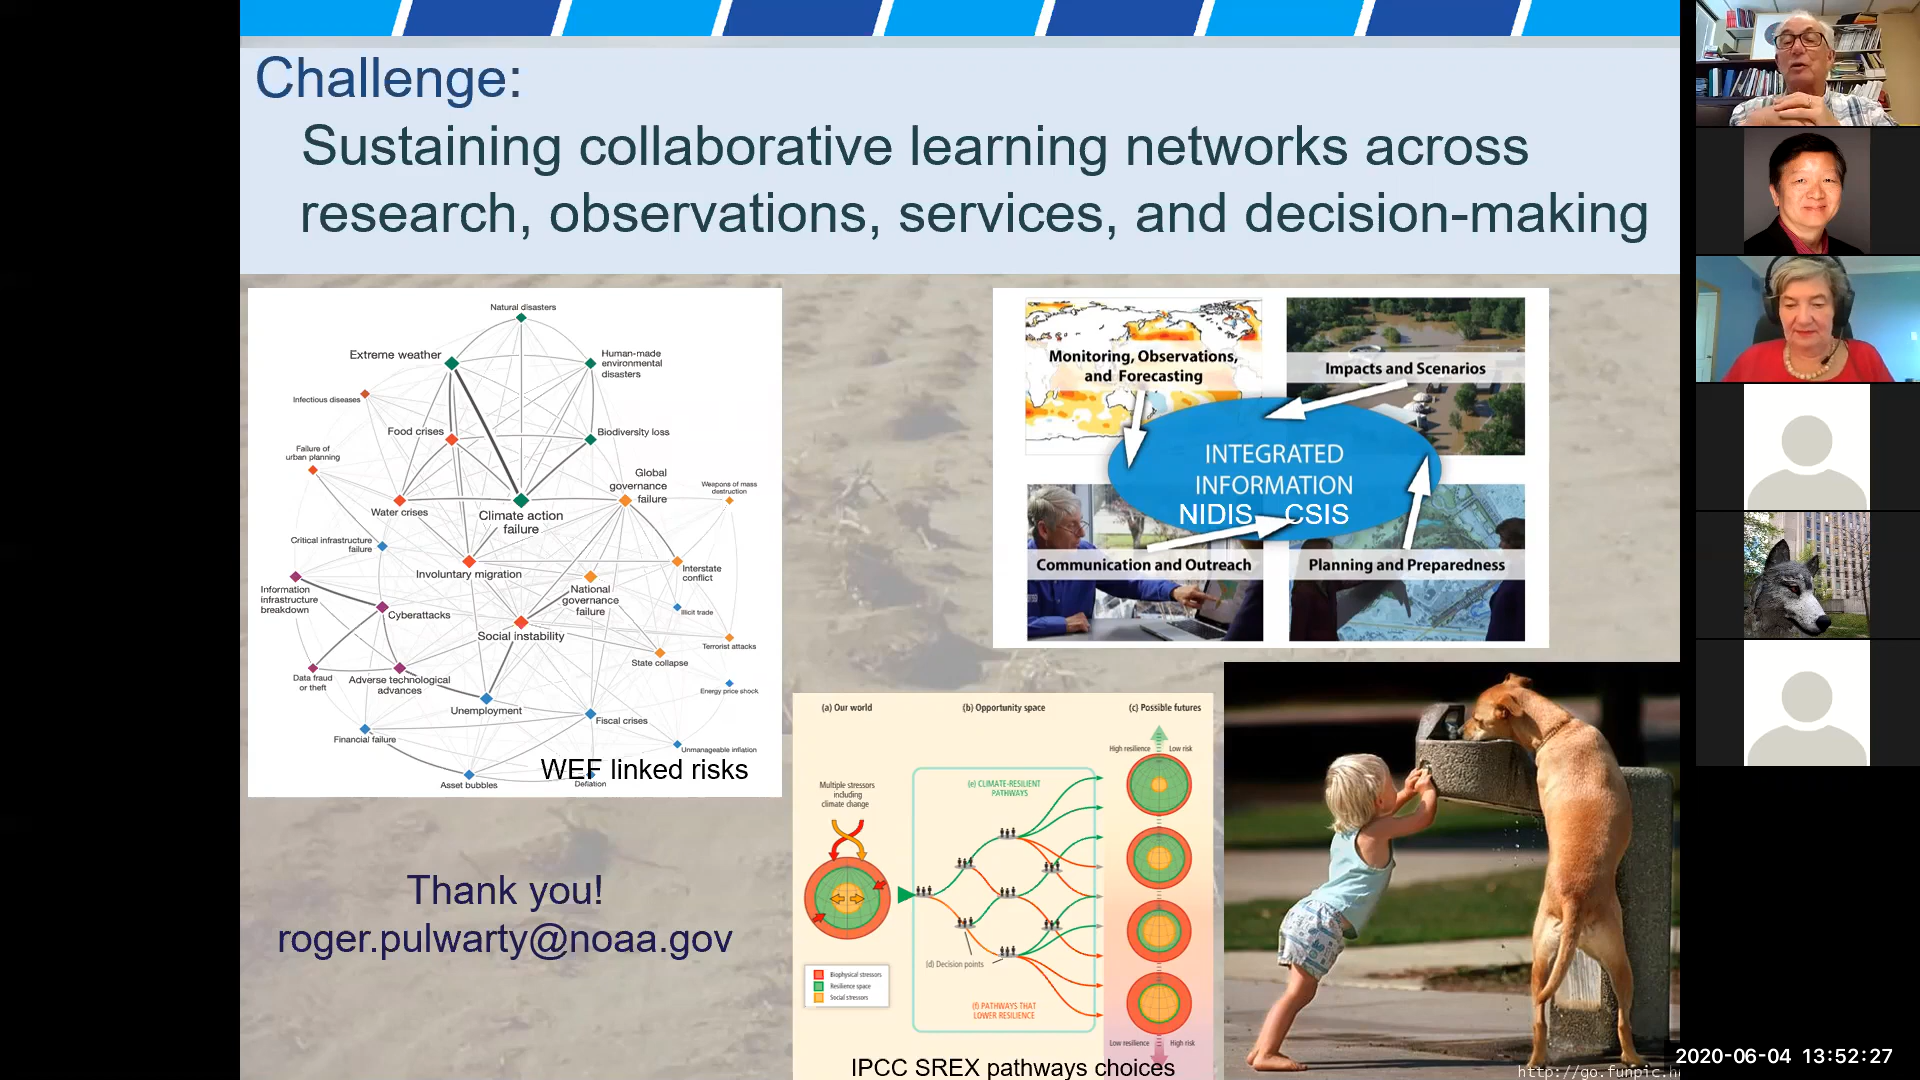 Challenge:
Sustaining collaborative learning networks across
research, observations, services, and decision-making
Natural disasters
Extreme weather
Human-made
environmental
disasters
Infectious diseases
Food crises
Biodiversity loss
Failure of
urban planning
Global
governance
failure
Weapons of mass
destruction
Water crises
Climate action
failure
Critical infrastructure
failure
Involuntary migration
Interstate
conflict
Information
infrastructure
breakdown
National
governance
failure
Cyberattacks
Illicit trade
Social instability
Terrorist attacks
State collapse
Data fraud
or theft
Adverse technological
advances
Energy price shock
Unemployment
Fiscal crises
Financial failure
Unmanageable inflation
WEF linked risks
Asset bubbles
Deflation
Monitoring, Observations,
and Forecasting
Impacts and Scenarios
INTEGRATED
INFORMATION
NIDIS CSIS
Communication and Outreach
Planning and Preparedness
(a) Our world
(b) Opportunity space
(c) Possible futures
High resilience
Low risk
Multiple stressors
including
climate change
(e) CLIMATE-RESILIENT
PATHWAYS
(d) Decision points
Biophysical stressors
Resilience space
Social stressors
(f) PATHWAYS THAT
LOWER RESILIENCE
Low resilience
High risk
IPCC SREX pathways choices
Thank you!
roger.pulwarty@noaa.gov
2020-06-04 13:52:27